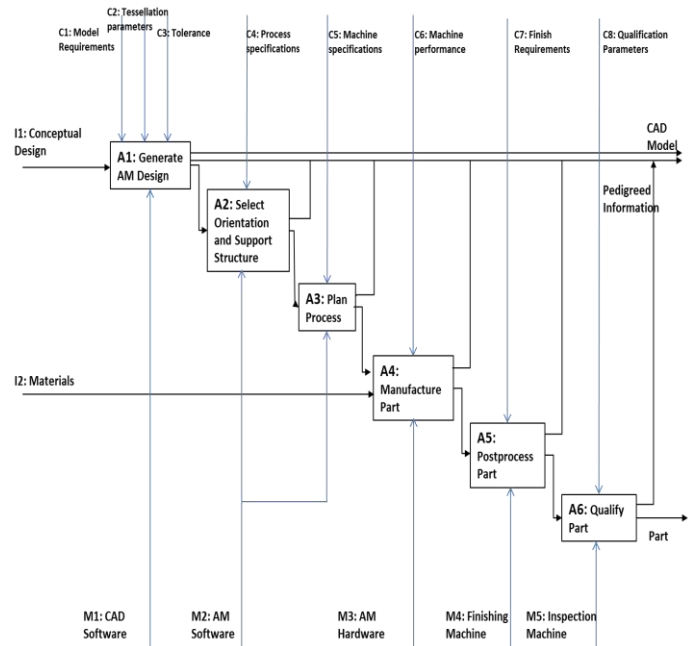 C1: Model
Requirements
C2: Tessellation
parameters
C3: Tolerance
C4: Process
specifications
C5: Machine
specifications
C6: Machine
performance
C7: Finish
Requirements
C8: Qualification
Parameters
I1: Conceptual
Design
CAD
Model
A1: Generate
AM Design
Pedigreed
Information
A2: Select
Orientation
and Support
Structure
A3: Plan
Process
I2: Materials
A4:
Manufacture
Part
A5:
Postprocess
Part
A6: Qualify
Part
Part
M1: CAD
Software
M2: AM
Software
M3: AM
Hardware
M4: Finishing
Machine
M5: Inspection
Machine